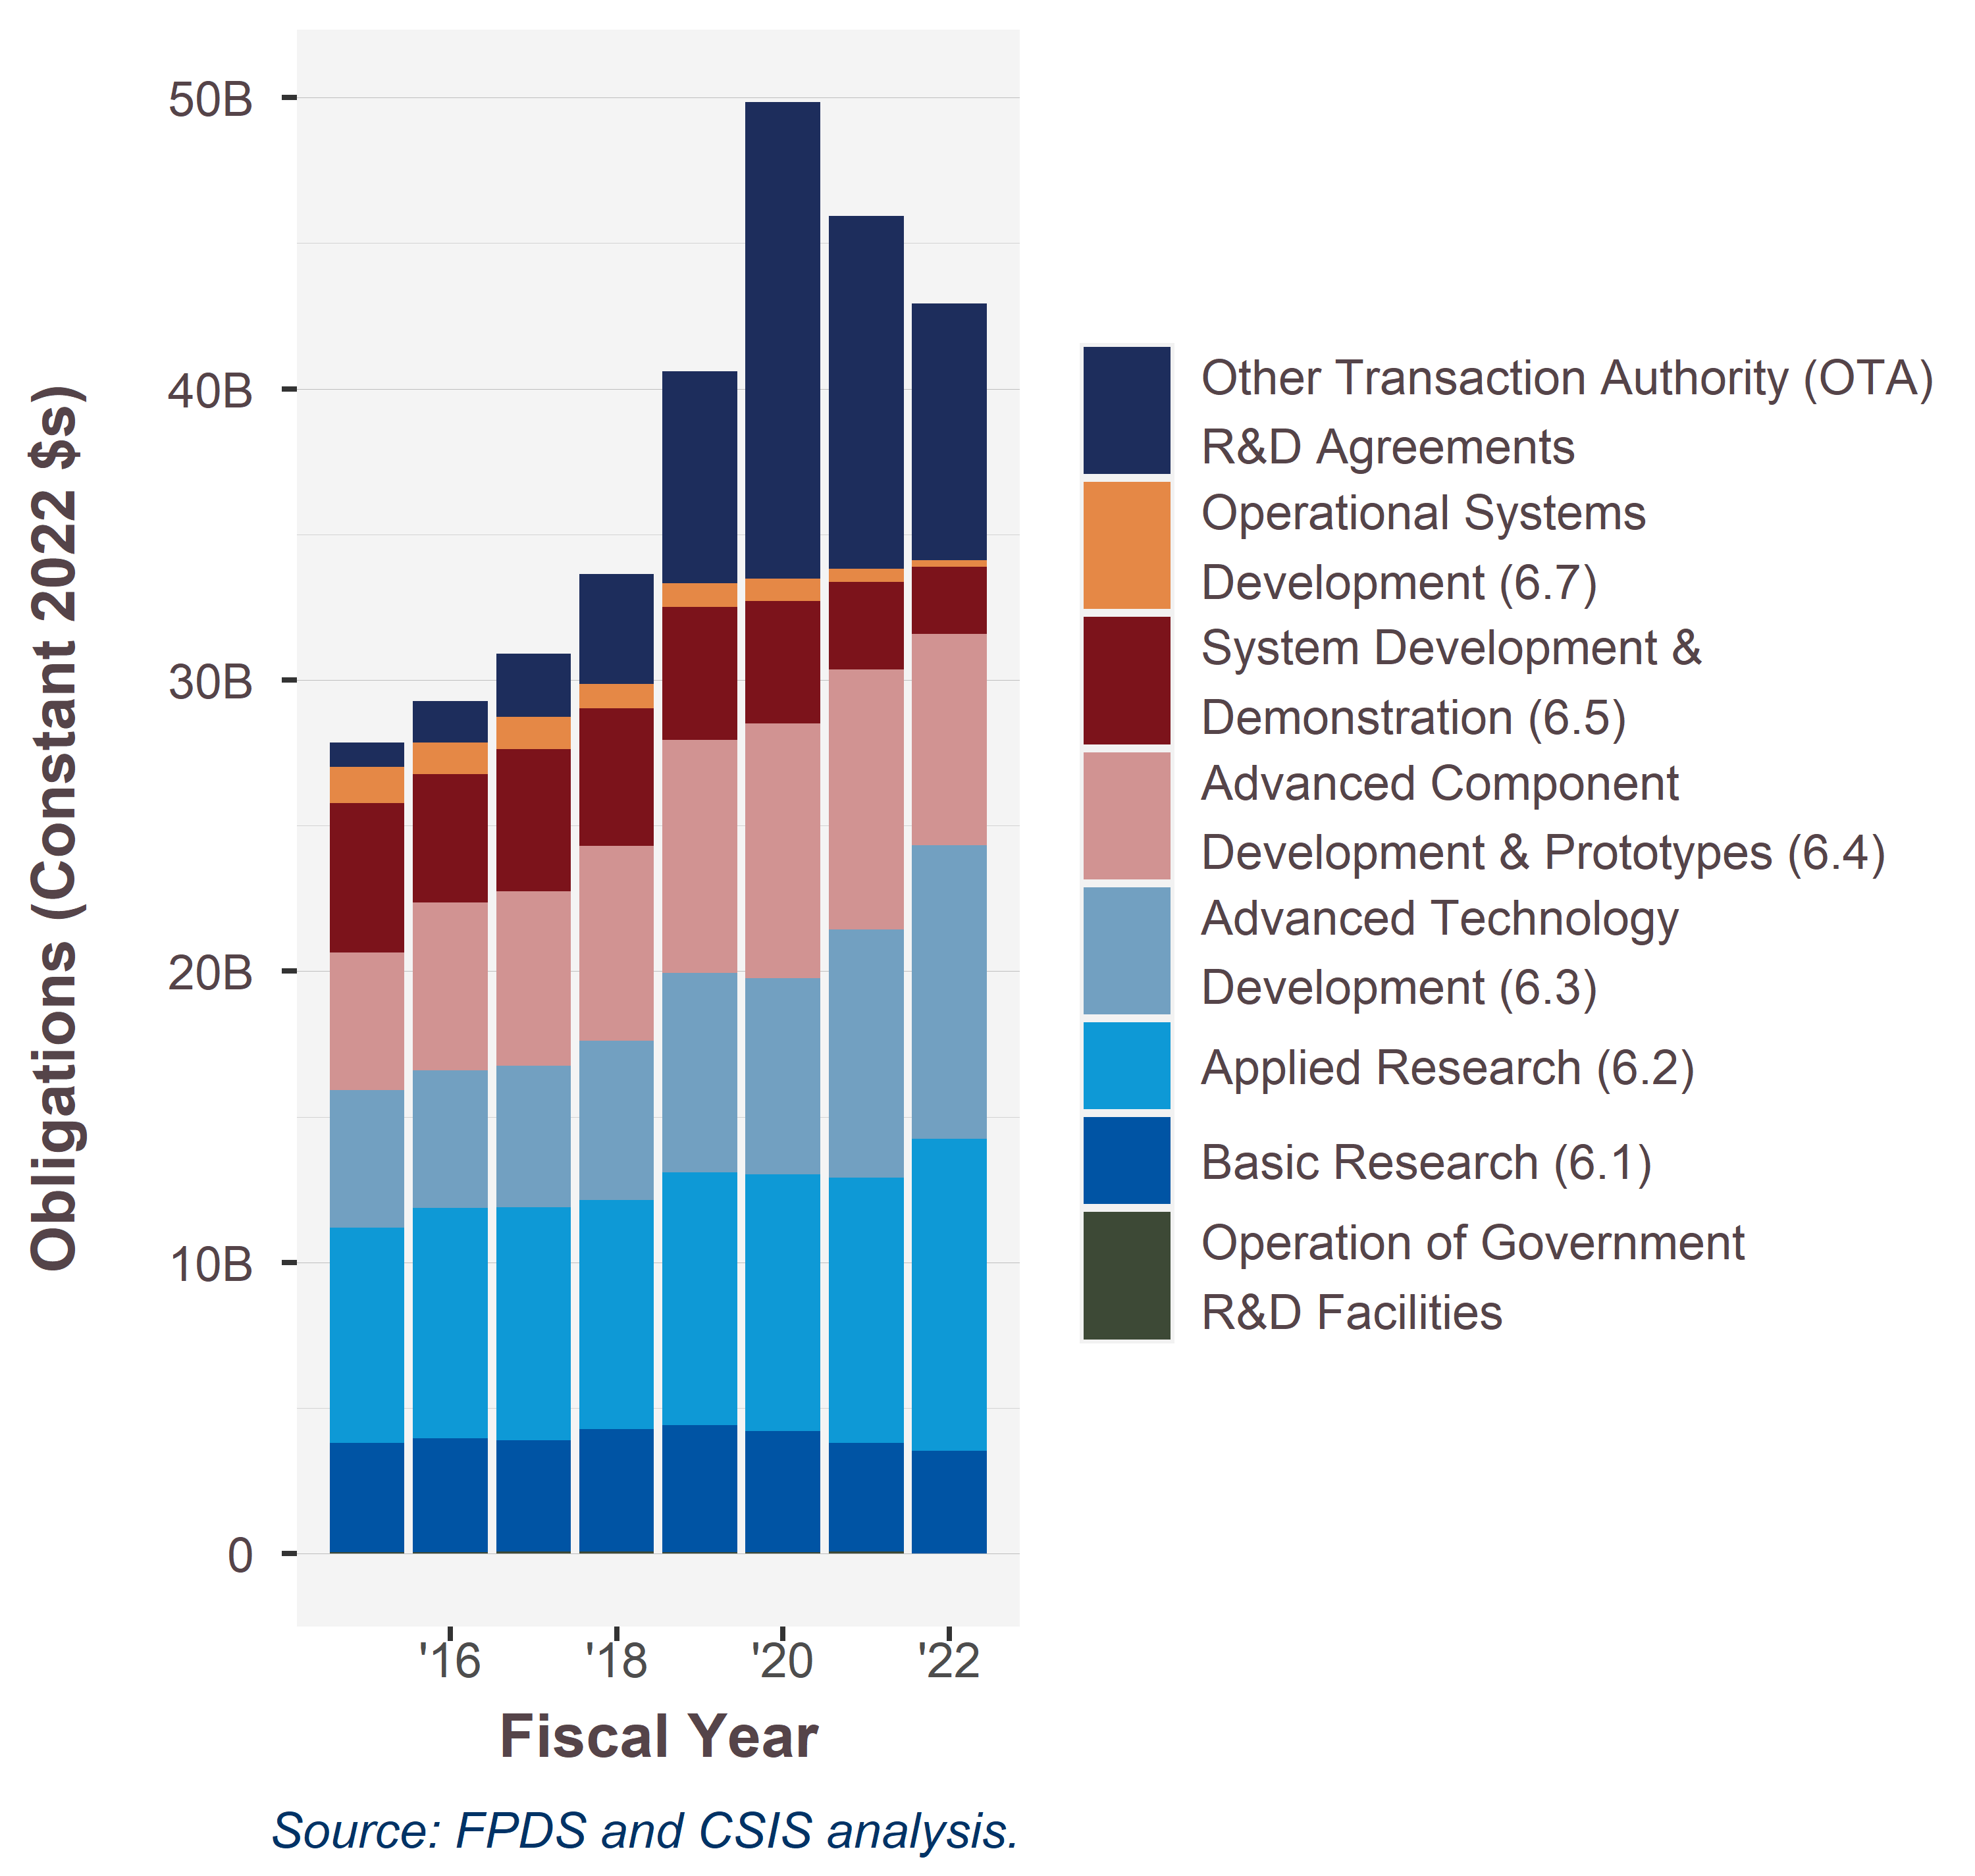 50B
40B
30B
20B
10B
0
Obligations (Constant 2022 $s)
'16
'18
'20
'22
Fiscal Year
Other Transaction Authority (OTA)
R&D Agreements
Operational Systems
Development (6.7)
System Development &
Demonstration (6.5)
Advanced Component
Development & Prototypes (6.4)
Advanced Technology
Development (6.3)
Applied Research (6.2)
Basic Research (6.1)
Operation of Government
R&D Facilities
Source: FPDS and CSIS analysis.